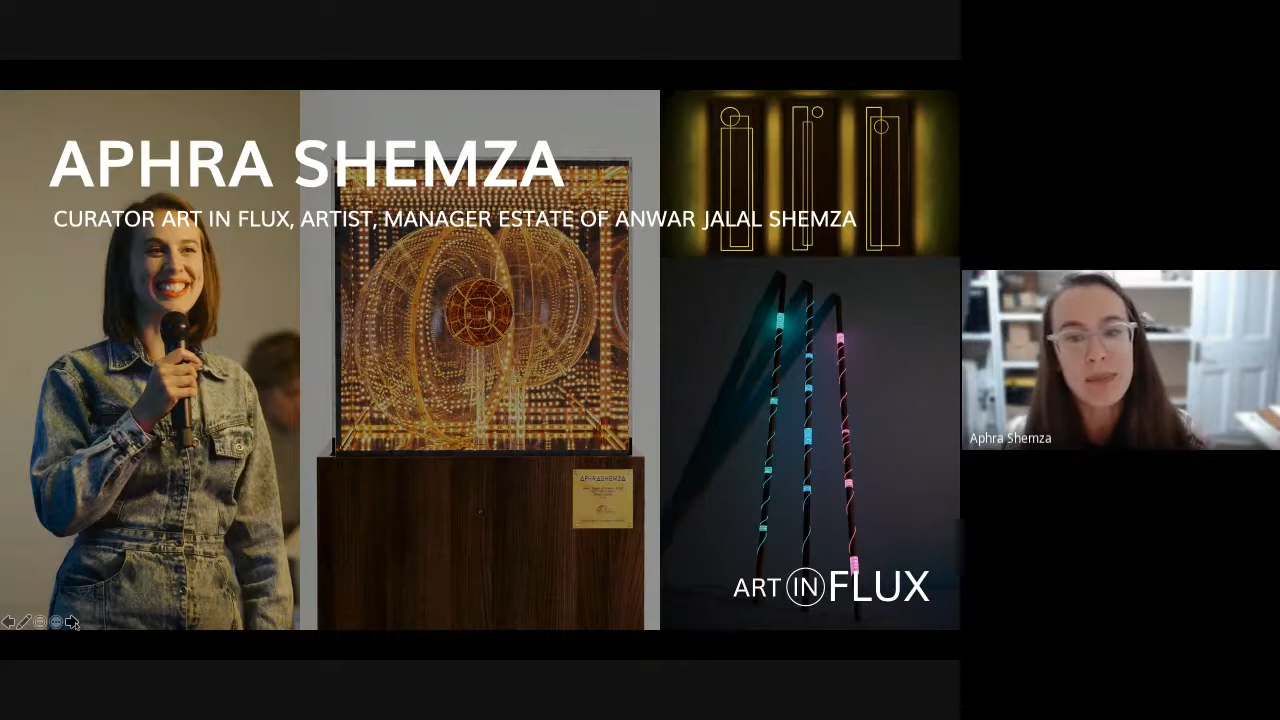 APHRA SHEMZA
CURATOR ART IN FLUX, ARTIST, MANAGER ESTATE OF ANWAR JALAL SHEMZA
APHRASHEMZA
ART IN FLUX
Aphra Shemza